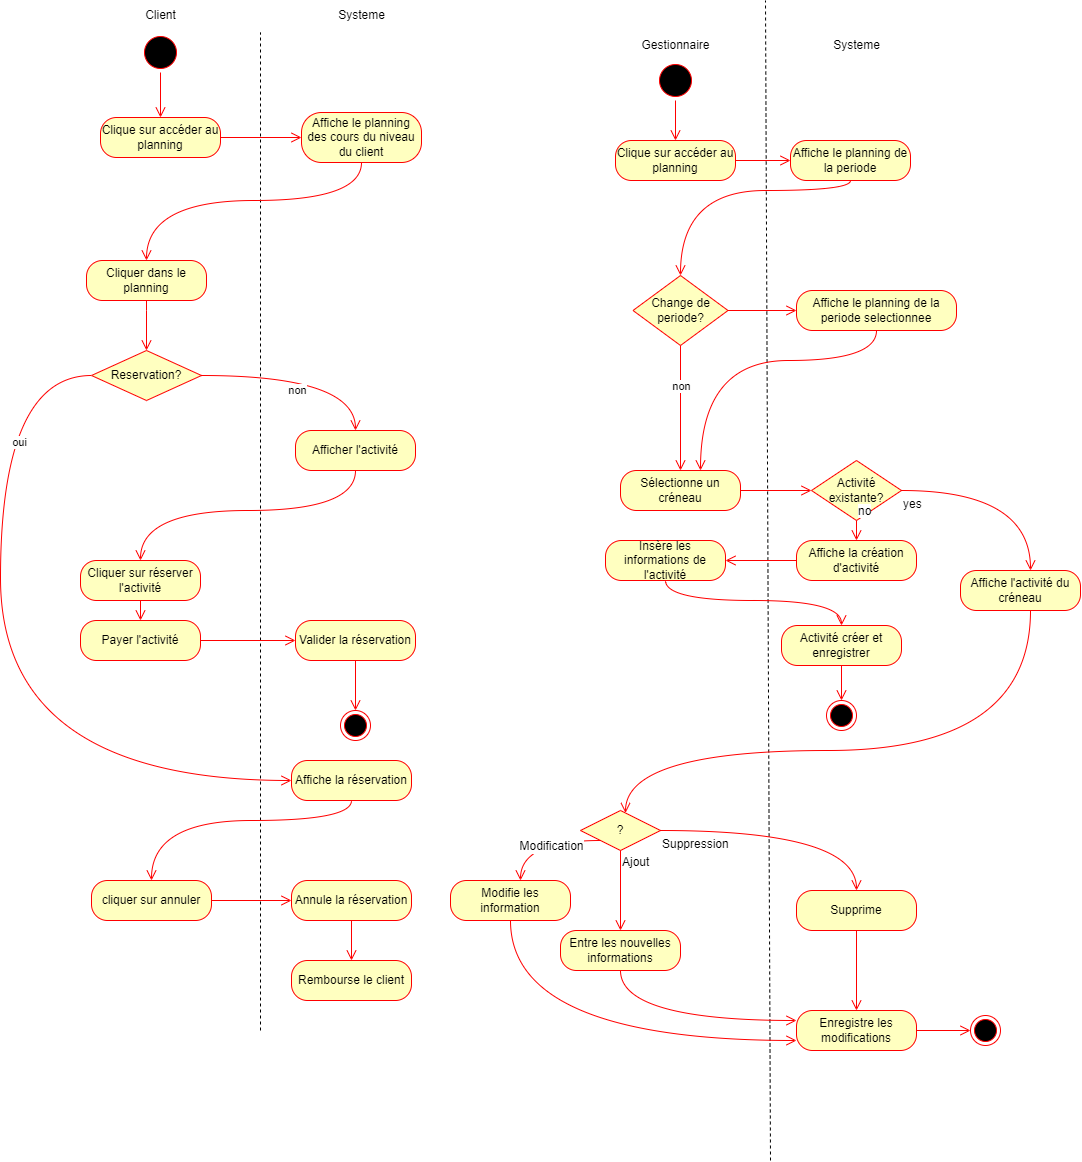 Client
Systeme
Clique sur accéder au
planning
Affiche le planning
des cours du niveau
du client
Cliquer dans le
planning
Reservation?
non
oui
Afficher l'activité
Cliquer sur réserver
l'activité
Payer l'activité
Valider la réservation
Affiche la réservation
cliquer sur annuler
Annule la réservation
Rembourse le client
Gestionnaire
Systeme
Clique sur accéder au
planning
Affiche le planning de
la periode
Change de
periode?
Affiche le planning de la
periode selectionnee
non
Sélectionne un
créneau
Activité
existante?
no
yes
Insère les
informations de
l'activité
Affiche la création
d'activité
Affiche l'activité du
créneau
Activité créer et
enregistrer
?
Modification
Ajout
Suppression
Modifie les
information
Entre les nouvelles
informations
Supprime
Enregistre les
modifications